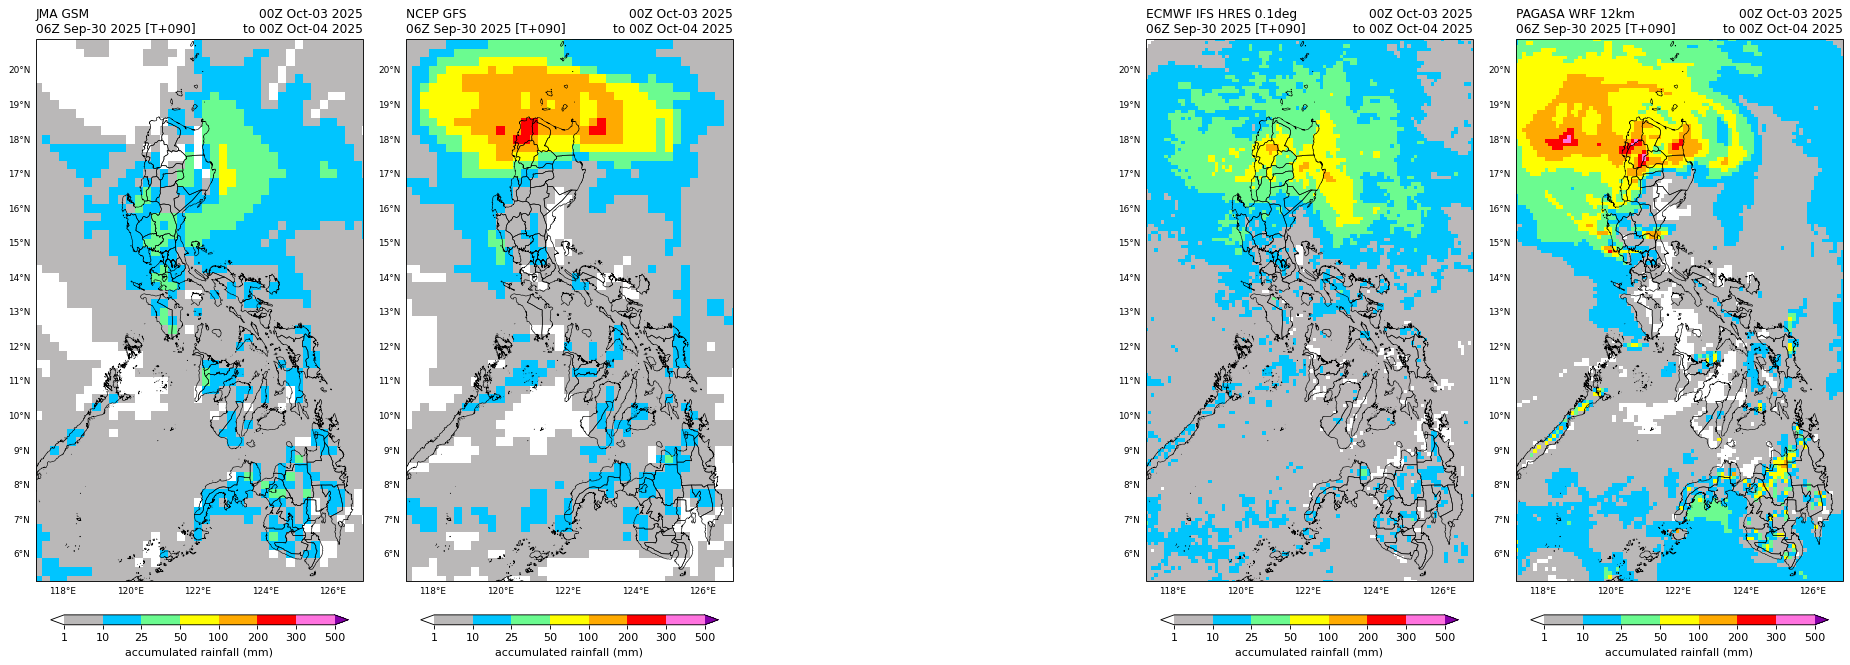 JMA GSM 00Z Oct-03 2025
06Z Sep-30 2025 [T+090] to 00Z Oct-04 2025
20°N
19°N
18°N
17°N
16°N
15°N
14°N
13°N
12°N
11°N
10°N
9°N
8°N
7°N
6°N
118°E 120°E 122°E 124°E 126°E
1 10 25 50 100 200 300 500
accumulated rainfall (mm)
NCEP GFS 00Z Oct-03 2025
06Z Sep-30 2025 [T+090] to 00Z Oct-04 2025
20°N
19°N
18°N
17°N
16°N
15°N
14°N
13°N
12°N
11°N
10°N
9°N
8°N
7°N
6°N
118°E 120°E 122°E 124°E 126°E
1 10 25 50 100 200 300 500
accumulated rainfall (mm)
ECMWF IFS HRES 0.1deg 00Z Oct-03 2025
06Z Sep-30 2025 [T+090] to 00Z Oct-04 2025
20°N
19°N
18°N
17°N
16°N
15°N
14°N
13°N
12°N
11°N
10°N
9°N
8°N
7°N
6°N
118°E 120°E 122°E 124°E 126°E
1 10 25 50 100 200 300 500
accumulated rainfall (mm)
PAGASA WRF 12km 00Z Oct-03 2025
06Z Sep-30 2025 [T+090] to 00Z Oct-04 2025
20°N
19°N
18°N
17°N
16°N
15°N
14°N
13°N
12°N
11°N
10°N
9°N
8°N
7°N
6°N
118°E 120°E 122°E 124°E 126°E
1 10 25 50 100 200 300 500
accumulated rainfall (mm)